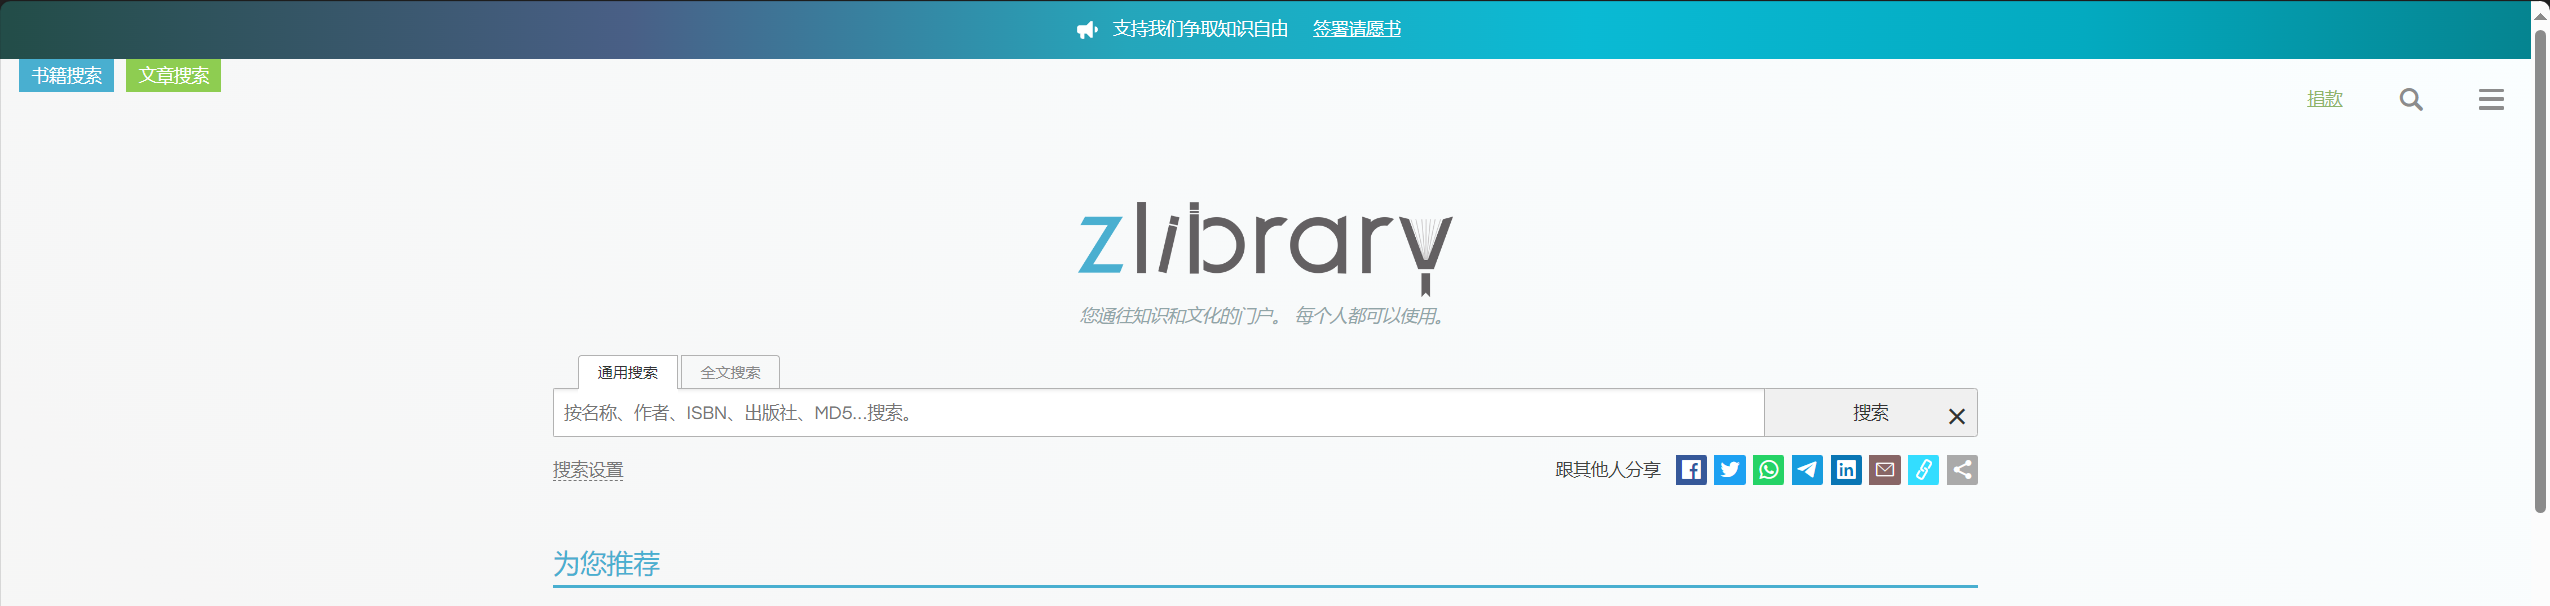 支持我们争取知识自由 签署请愿书
书籍搜索 文章搜索
捐款
zlibrary
您通往知识和文化的门户。 每个人都可以使用。
通用搜索 全文搜索
按名称、作者、ISBN、出版社、MD5...搜索。 搜索
搜索设置 跟其他人分享
为您推荐